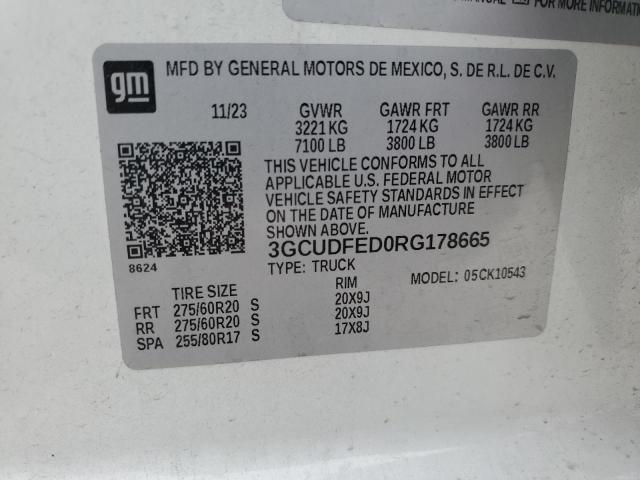 MANUAL FOR MORE INFORMATION
gm
MFD BY GENERAL MOTORS DE MEXICO, S. DE R.L. DE C.V.
11/23 GVWR GAWR FRT GAWR RR
3221 KG 1724 KG 1724 KG
7100 LB 3800 LB 3800 LB
THIS VEHICLE CONFORMS TO ALL
APPLICABLE U.S. FEDERAL MOTOR
VEHICLE SAFETY STANDARDS IN EFFECT
ON THE DATE OF MANUFACTURE
SHOWN ABOVE.
3GCUDFED0RG178665
8624 TYPE: TRUCK MODEL: 05CK10543
TIRE SIZE RIM
FRT 275/60R20 S 20X9J
RR 275/60R20 S 20X9J
SPA 255/80R17 S 17X8J